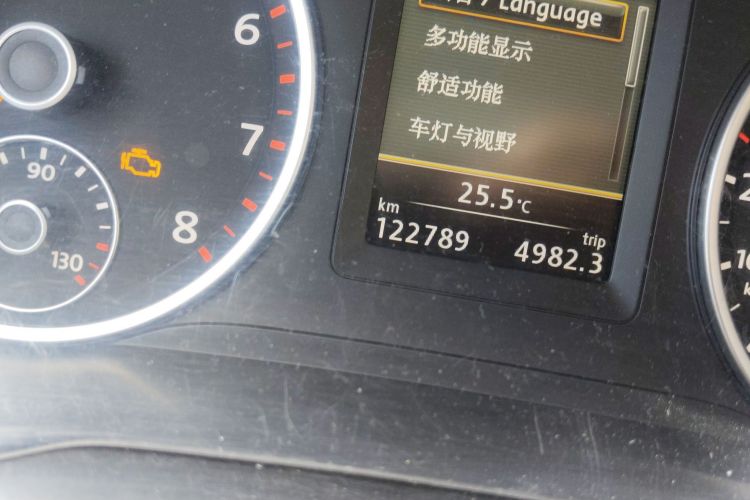 Language
多功能显示
舒适功能
车灯与视野
25.5°C
km
trip
122789
4982.3
6
7
8
90
130